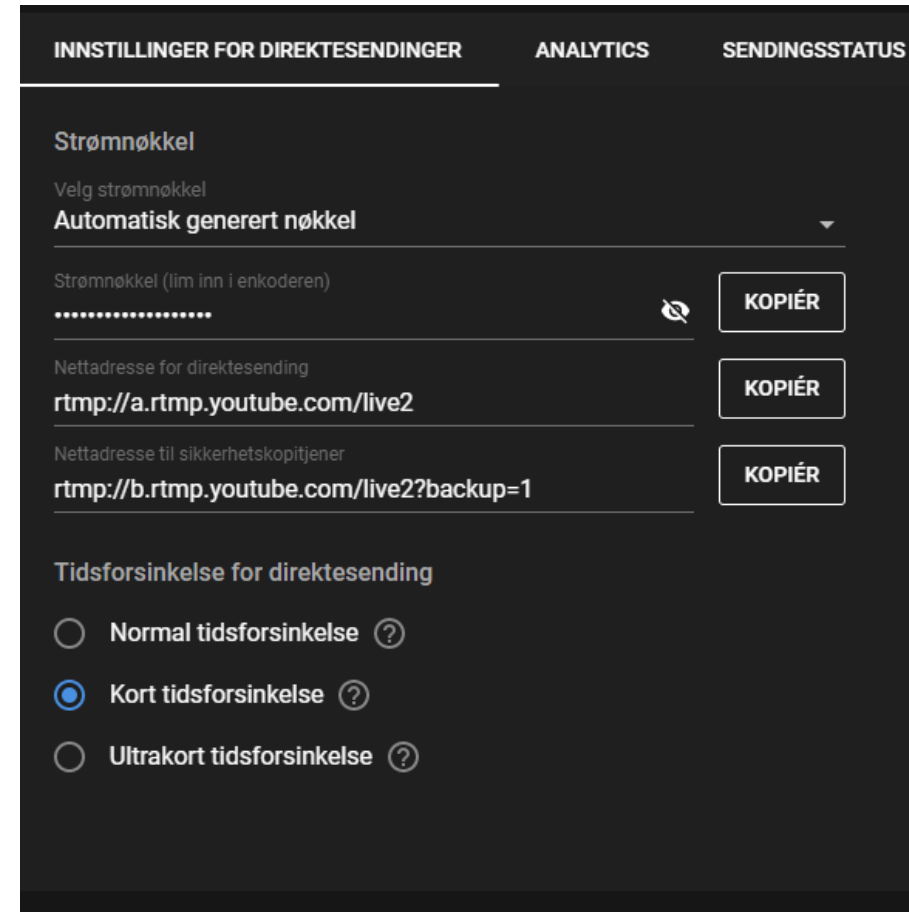 INNSTILLINGER FOR DIREKTESENDINGER ANALYTICS SENDINGSSTATUS
Strømnøkkel
Velg strømnøkkel
Automatisk generert nøkkel
Strømnøkkel (lim inn i enkoderen)
••••••••••••••••••• KOPIÉR
Nettadresse for direktesending
rtmp://a.rtmp.youtube.com/live2 KOPIÉR
Nettadresse til sikkerhetskopitjener
rtmp://b.rtmp.youtube.com/live2?backup=1 KOPIÉR
Tidsforsinkelse for direktesending
Normal tidsforsinkelse ?
Kort tidsforsinkelse ?
Ultrakort tidsforsinkelse ?